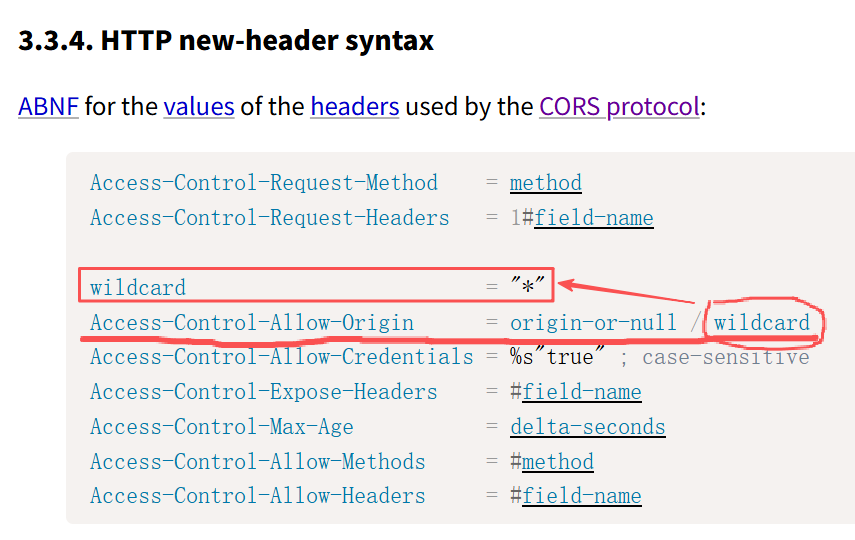 3.3.4. HTTP new-header syntax
ABNF for the values of the headers used by the CORS protocol:
Access-Control-Request-Method = method
Access-Control-Request-Headers = 1#field-name
wildcard = "*"
Access-Control-Allow-Origin = origin-or-null / wildcard
Access-Control-Allow-Credentials = %s"true" ; case-sensitive
Access-Control-Expose-Headers = #field-name
Access-Control-Max-Age = delta-seconds
Access-Control-Allow-Methods = #method
Access-Control-Allow-Headers = #field-name